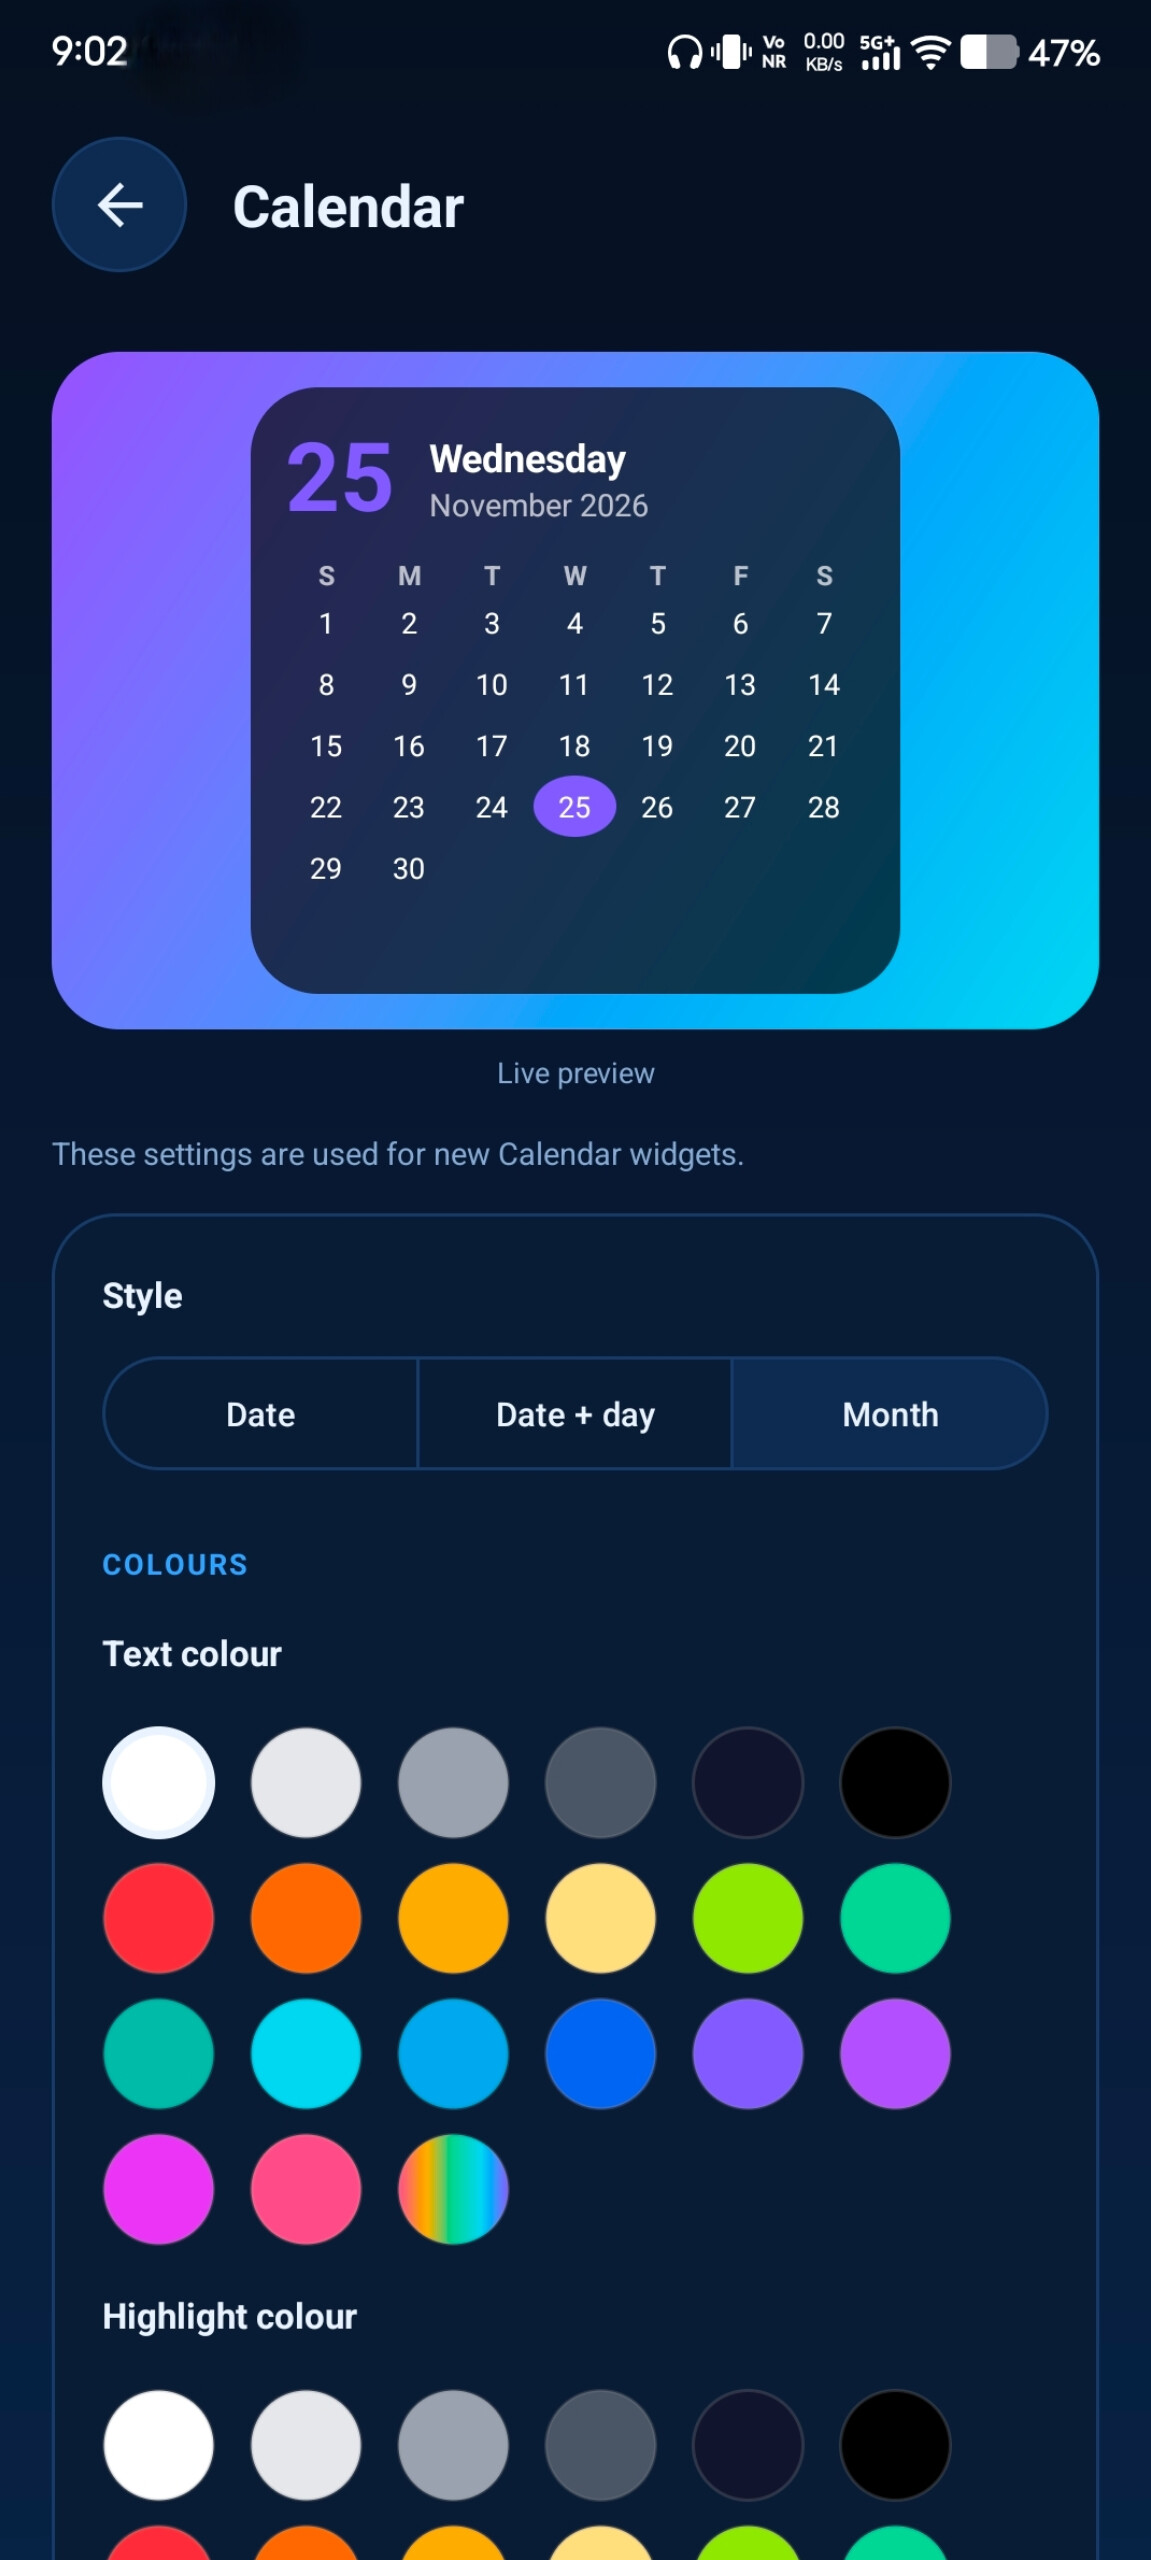 9:02
Vo
NR
0.00
KB/s
5G+
47%
Calendar
25
Wednesday
November 2026
S M T W T F S
1 2 3 4 5 6 7
8 9 10 11 12 13 14
15 16 17 18 19 20 21
22 23 24 25 26 27 28
29 30
Live preview
These settings are used for new Calendar widgets.
Style
Date Date + day Month
COLOURS
Text colour
Highlight colour